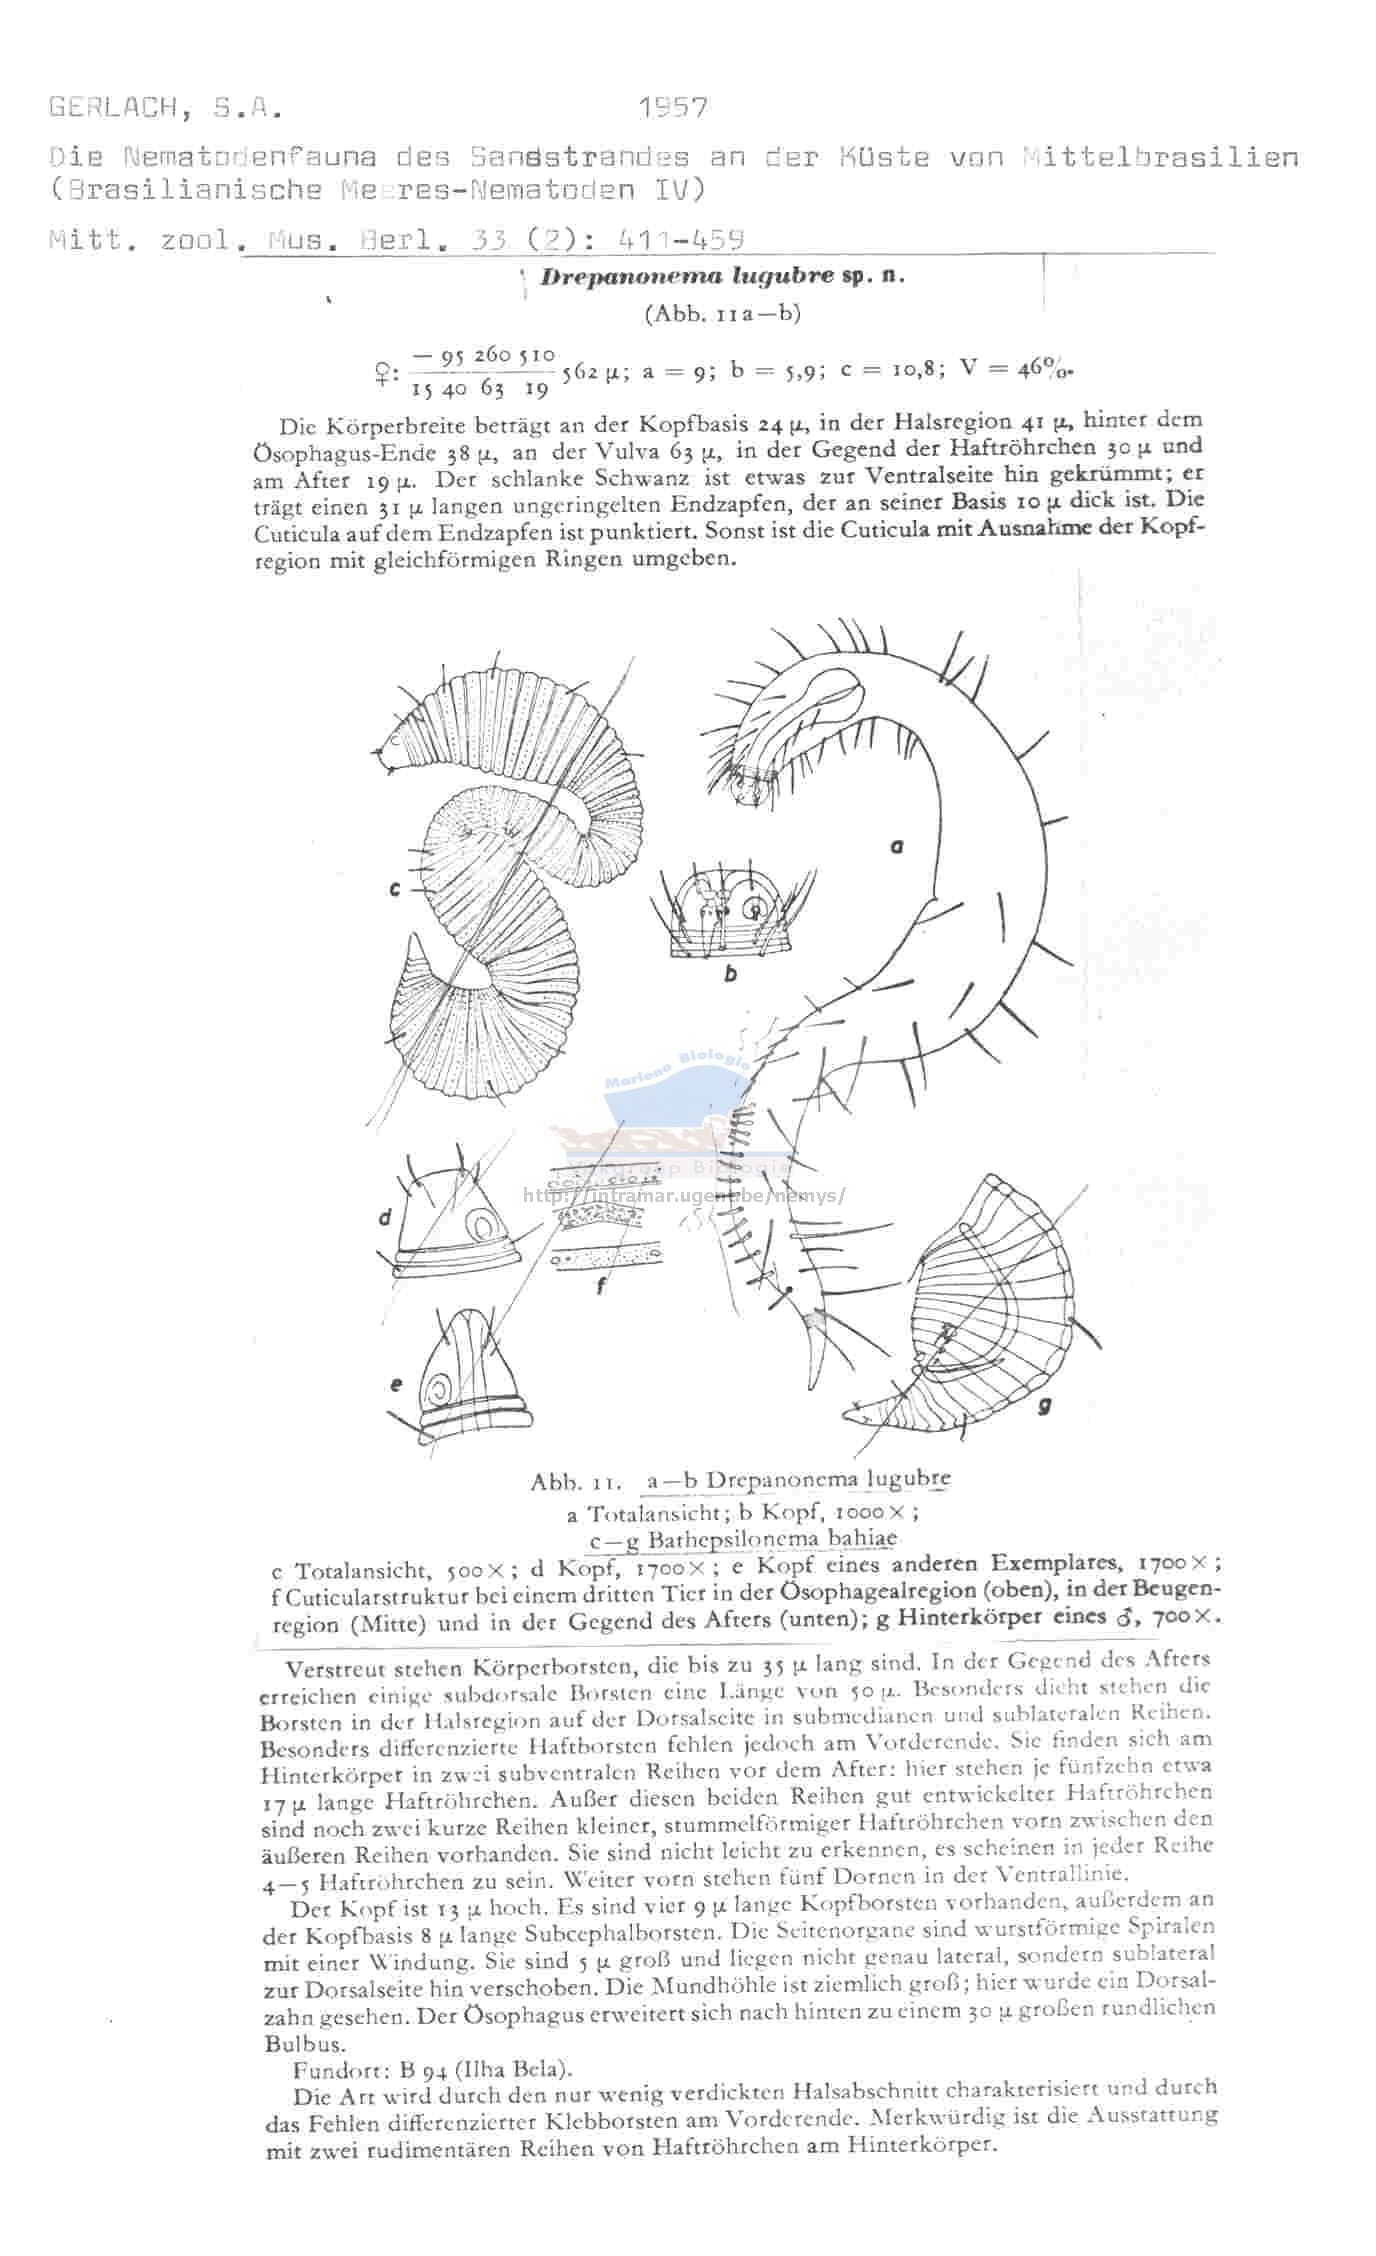 GERLACH, S.A. 1957
Die Nematodenfauna des Sandstrandes an der Küste von Mittelbrasilien
(Brasilianische Meeres-Nematoden IV)
Mitt. zool. Mus. Berl. 33 (2): 411-459
Drepanonema lugubre sp. n.
(Abb. 11a—b)
— 95 260 510
♀: 562 μ; a = 9; b = 5,9; c = 10,8; V = 46%.
15 40 63 19
Die Körperbreite beträgt an der Kopfbasis 24 μ, in der Halsregion 41 μ, hinter dem
Ösophagus-Ende 38 μ, an der Vulva 63 μ, in der Gegend der Haftröhrchen 30 μ und
am After 19 μ. Der schlanke Schwanz ist etwas zur Ventralseite hin gekrümmt; er
trägt einen 31 μ langen ungeringelten Endzapfen, der an seiner Basis 10 μ dick ist. Die
Cuticula auf dem Endzapfen ist punktiert. Sonst ist die Cuticula mit Ausnahme der Kopf-
region mit gleichförmigen Ringen umgeben.
a
c
b
Mariene Biologie
d
http://intramar.ugent.be/nemys/
f
e
g
Abb. 11. a—b Drepanonema lugubre
a Totalansicht; b Kopf, 1000×;
c—g Bathepsilonema bahiae
c Totalansicht, 500×; d Kopf, 1700×; e Kopf eines anderen Exemplares, 1700×;
f Cuticularstruktur bei einem dritten Tier in der Ösophagealregion (oben), in der Beugen-
region (Mitte) und in der Gegend des Afters (unten); g Hinterkörper eines ♂, 700×.
Verstreut stehen Körperborsten, die bis zu 35 μ lang sind. In der Gegend des Afters
erreichen einige subdorsale Borsten eine Länge von 50 μ. Besonders dicht stehen die
Borsten in der Halsregion auf der Dorsalseite in submedianen und sublateralen Reihen.
Besonders differenzierte Haftborsten fehlen jedoch am Vorderende. Sie finden sich am
Hinterkörper in zwei subventralen Reihen vor dem After: hier stehen je fünfzehn etwa
17 μ lange Haftröhrchen. Außer diesen beiden Reihen gut entwickelter Haftröhrchen
sind noch zwei kurze Reihen kleiner, stummelförmiger Haftröhrchen vorn zwischen den
äußeren Reihen vorhanden. Sie sind nicht leicht zu erkennen, es scheinen in jeder Reihe
4—5 Haftröhrchen zu sein. Weiter vorn stehen fünf Dornen in der Ventrallinie.
Der Kopf ist 13 μ hoch. Es sind vier 9 μ lange Kopfborsten vorhanden, außerdem an
der Kopfbasis 8 μ lange Subcephalborsten. Die Seitenorgane sind wurstförmige Spiralen
mit einer Windung. Sie sind 5 μ groß und liegen nicht genau lateral, sondern sublateral
zur Dorsalseite hin verschoben. Die Mundhöhle ist ziemlich groß; hier wurde ein Dorsal-
zahn gesehen. Der Ösophagus erweitert sich nach hinten zu einem 30 μ großen rundlichen
Bulbus.
Fundort: B 94 (Ilha Bela).
Die Art wird durch den nur wenig verdickten Halsabschnitt charakterisiert und durch
das Fehlen differenzierter Klebborsten am Vorderende. Merkwürdig ist die Ausstattung
mit zwei rudimentären Reihen von Haftröhrchen am Hinterkörper.